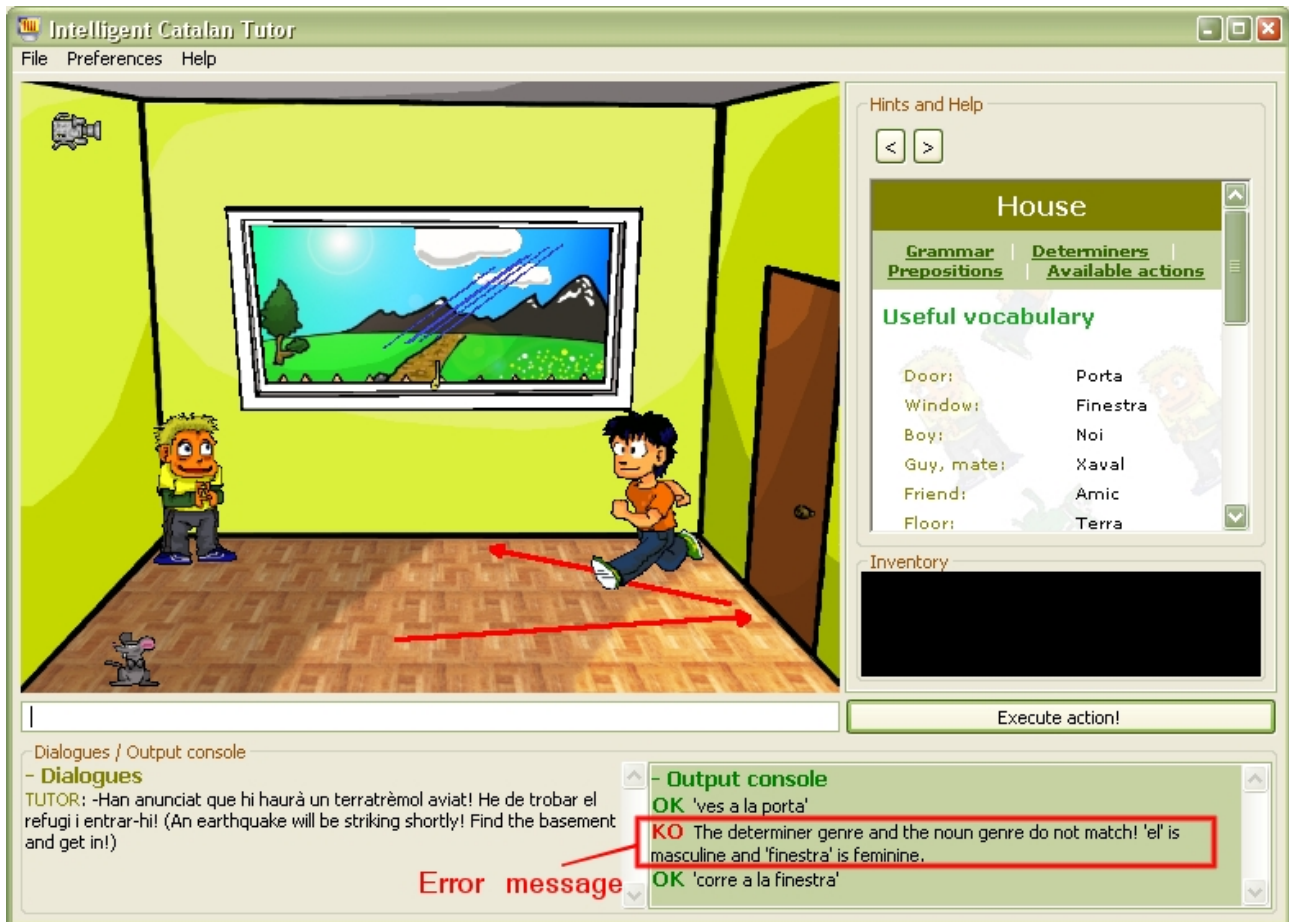 Intelligent Catalan Tutor
File Preferences Help
Hints and Help
< >
House
Grammar | Determiners |
Prepositions | Available actions
Useful vocabulary
Door: Porta
Window: Finestra
Boy: Noi
Guy, mate: Xaval
Friend: Amic
Floor: Terra
Inventory
Execute action!
Dialogues / Output console
- Dialogues
TUTOR: -Han anunciat que hi haurà un terratrèmol aviat! He de trobar el
refugi i entrar-hi! (An earthquake will be striking shortly! Find the basement
and get in!)
- Output console
OK 'ves a la porta'
KO The determiner genre and the noun genre do not match! 'el' is
masculine and 'finestra' is feminine.
OK 'corre a la finestra'
Error message